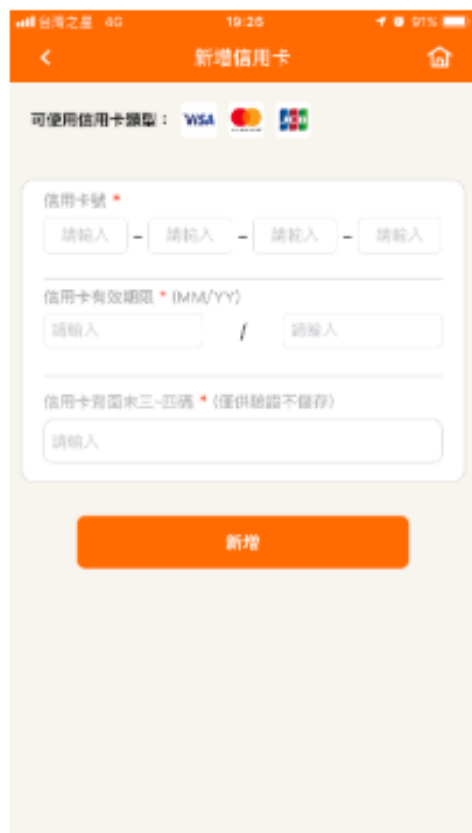 台灣之星 4G 19:26 91%
新增信用卡
可使用信用卡類型： VISA JCB
信用卡號 *
請輸入 – 請輸入 – 請輸入 – 請輸入
信用卡有效期限 * (MM/YY)
請輸入 / 請輸入
信用卡背面末三-四碼 * (僅供驗證不儲存)
請輸入
新增